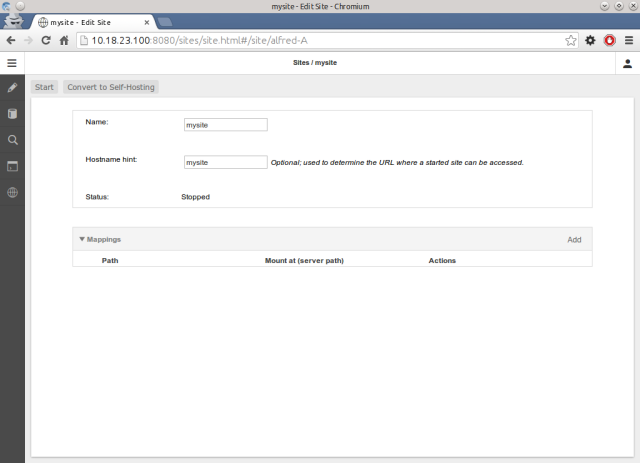 mysite - Edit Site - Chromium
mysite - Edit Site
10.18.23.100:8080/sites/site.html#/site/alfred-A
Sites / mysite
Start Convert to Self-Hosting
Name: mysite
Hostname hint: mysite Optional; used to determine the URL where a started site can be accessed.
Status: Stopped
Mappings Add
Path Mount at (server path) Actions